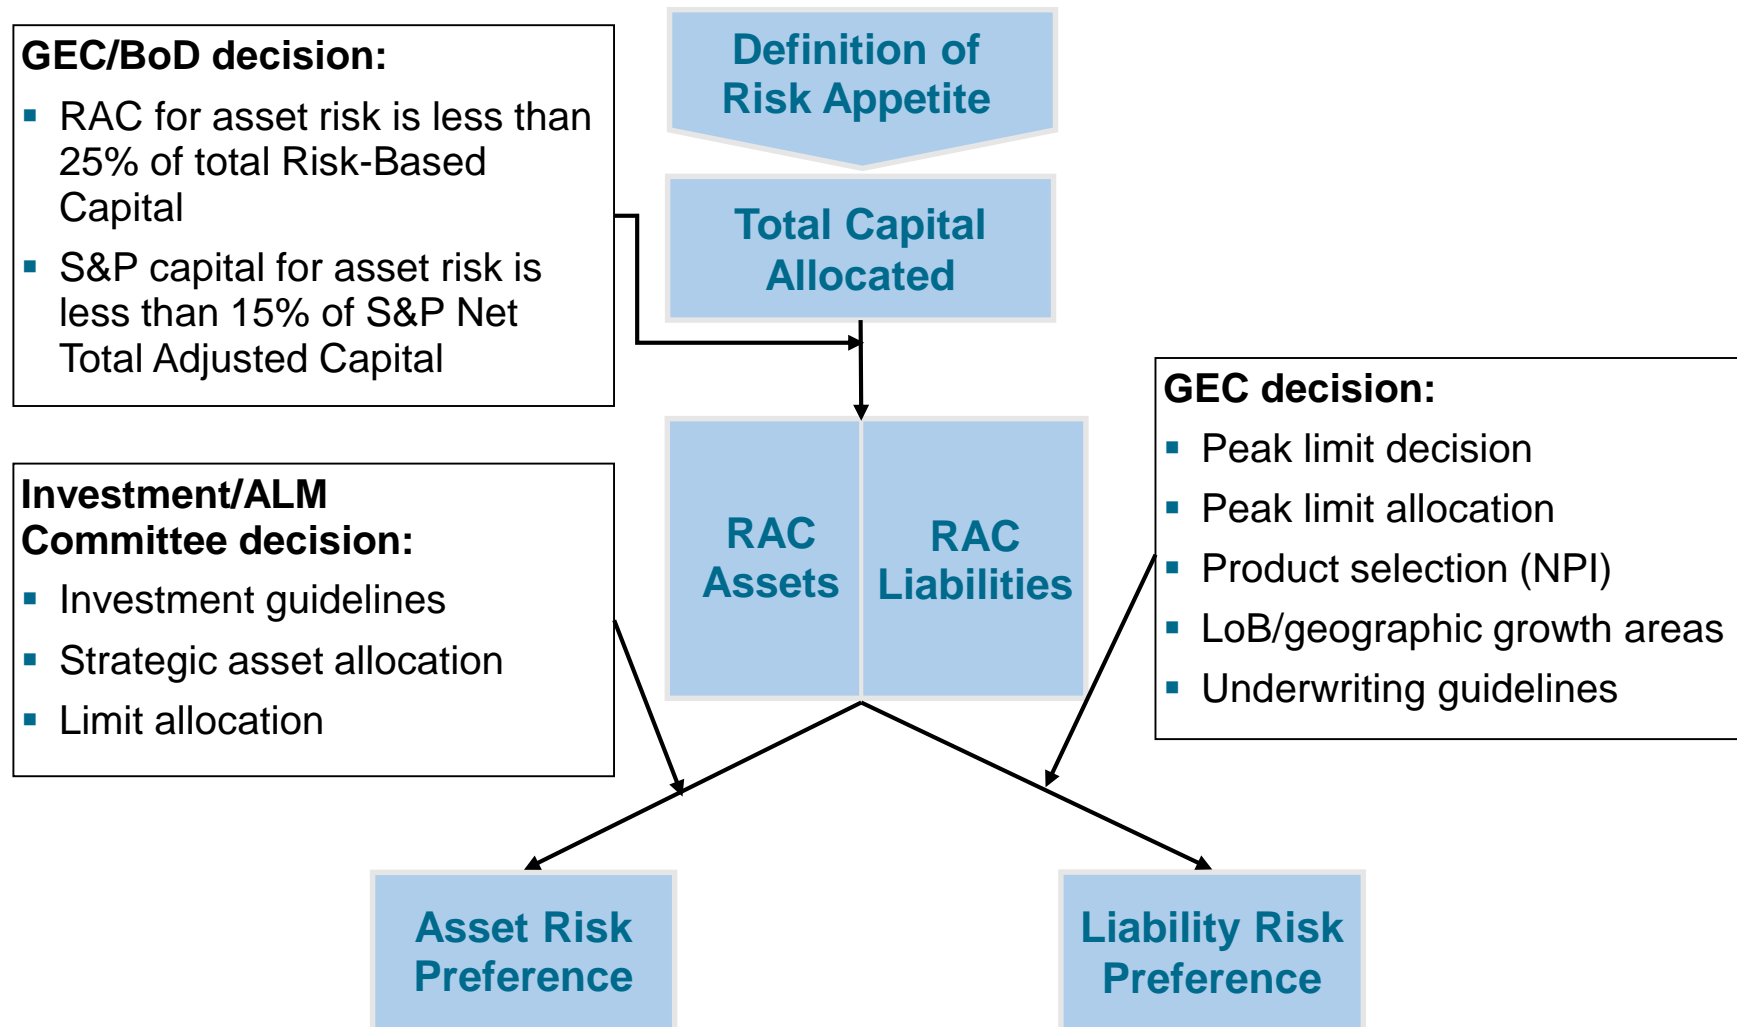 GEC/BoD decision:
▪ RAC for asset risk is less than
25% of total Risk-Based
Capital
▪ S&P capital for asset risk is
less than 15% of S&P Net
Total Adjusted Capital
Definition of
Risk Appetite
Total Capital
Allocated
Investment/ALM
Committee decision:
▪ Investment guidelines
▪ Strategic asset allocation
▪ Limit allocation
RAC
Assets
RAC
Liabilities
GEC decision:
▪ Peak limit decision
▪ Peak limit allocation
▪ Product selection (NPI)
▪ LoB/geographic growth areas
▪ Underwriting guidelines
Asset Risk
Preference
Liability Risk
Preference